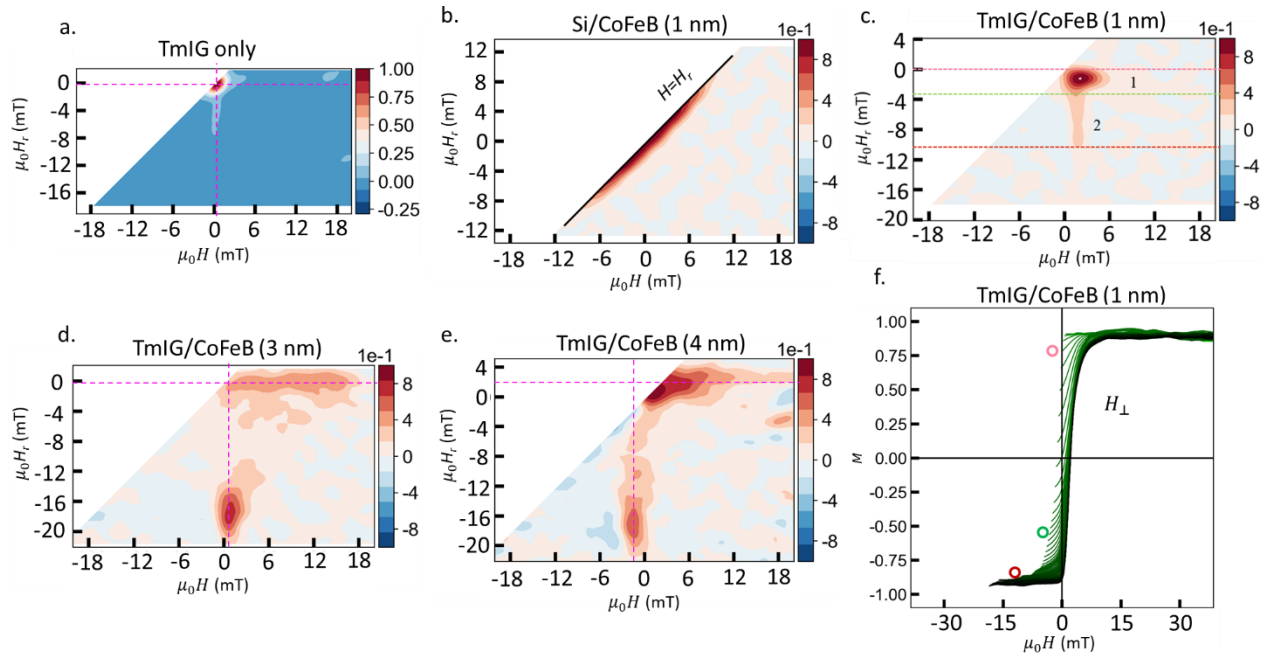 a.
TmIG only
0
-4
-8
-12
-16
μ₀Hᵣ (mT)
-18 -12 -6 0 6 12 18
μ₀H (mT)
1.00
0.75
0.50
0.25
0.00
-0.25
b.
Si/CoFeB (1 nm)
1e-1
12
8
4
0
-4
-8
-12
μ₀Hᵣ (mT)
H=Hᵣ
-18 -12 -6 0 6 12 18
μ₀H (mT)
8
4
0
-4
-8
c.
TmIG/CoFeB (1 nm)
1e-1
4
0
-4
-8
-12
-16
-20
μ₀Hᵣ (mT)
1
2
-18 -12 -6 0 6 12 18
μ₀H (mT)
8
4
0
-4
-8
d.
TmIG/CoFeB (3 nm)
1e-1
4
0
-4
-8
-12
-16
-20
μ₀Hᵣ (mT)
-18 -12 -6 0 6 12 18
μ₀H (mT)
8
4
0
-4
-8
e.
TmIG/CoFeB (4 nm)
1e-1
4
0
-4
-8
-12
-16
-20
μ₀Hᵣ (mT)
-18 -12 -6 0 6 12 18
μ₀H (mT)
8
4
0
-4
-8
f.
TmIG/CoFeB (1 nm)
1.00
0.75
0.50
0.25
0.00
-0.25
-0.50
-0.75
-1.00
M
H⊥
-30 -15 0 15 30
μ₀H (mT)